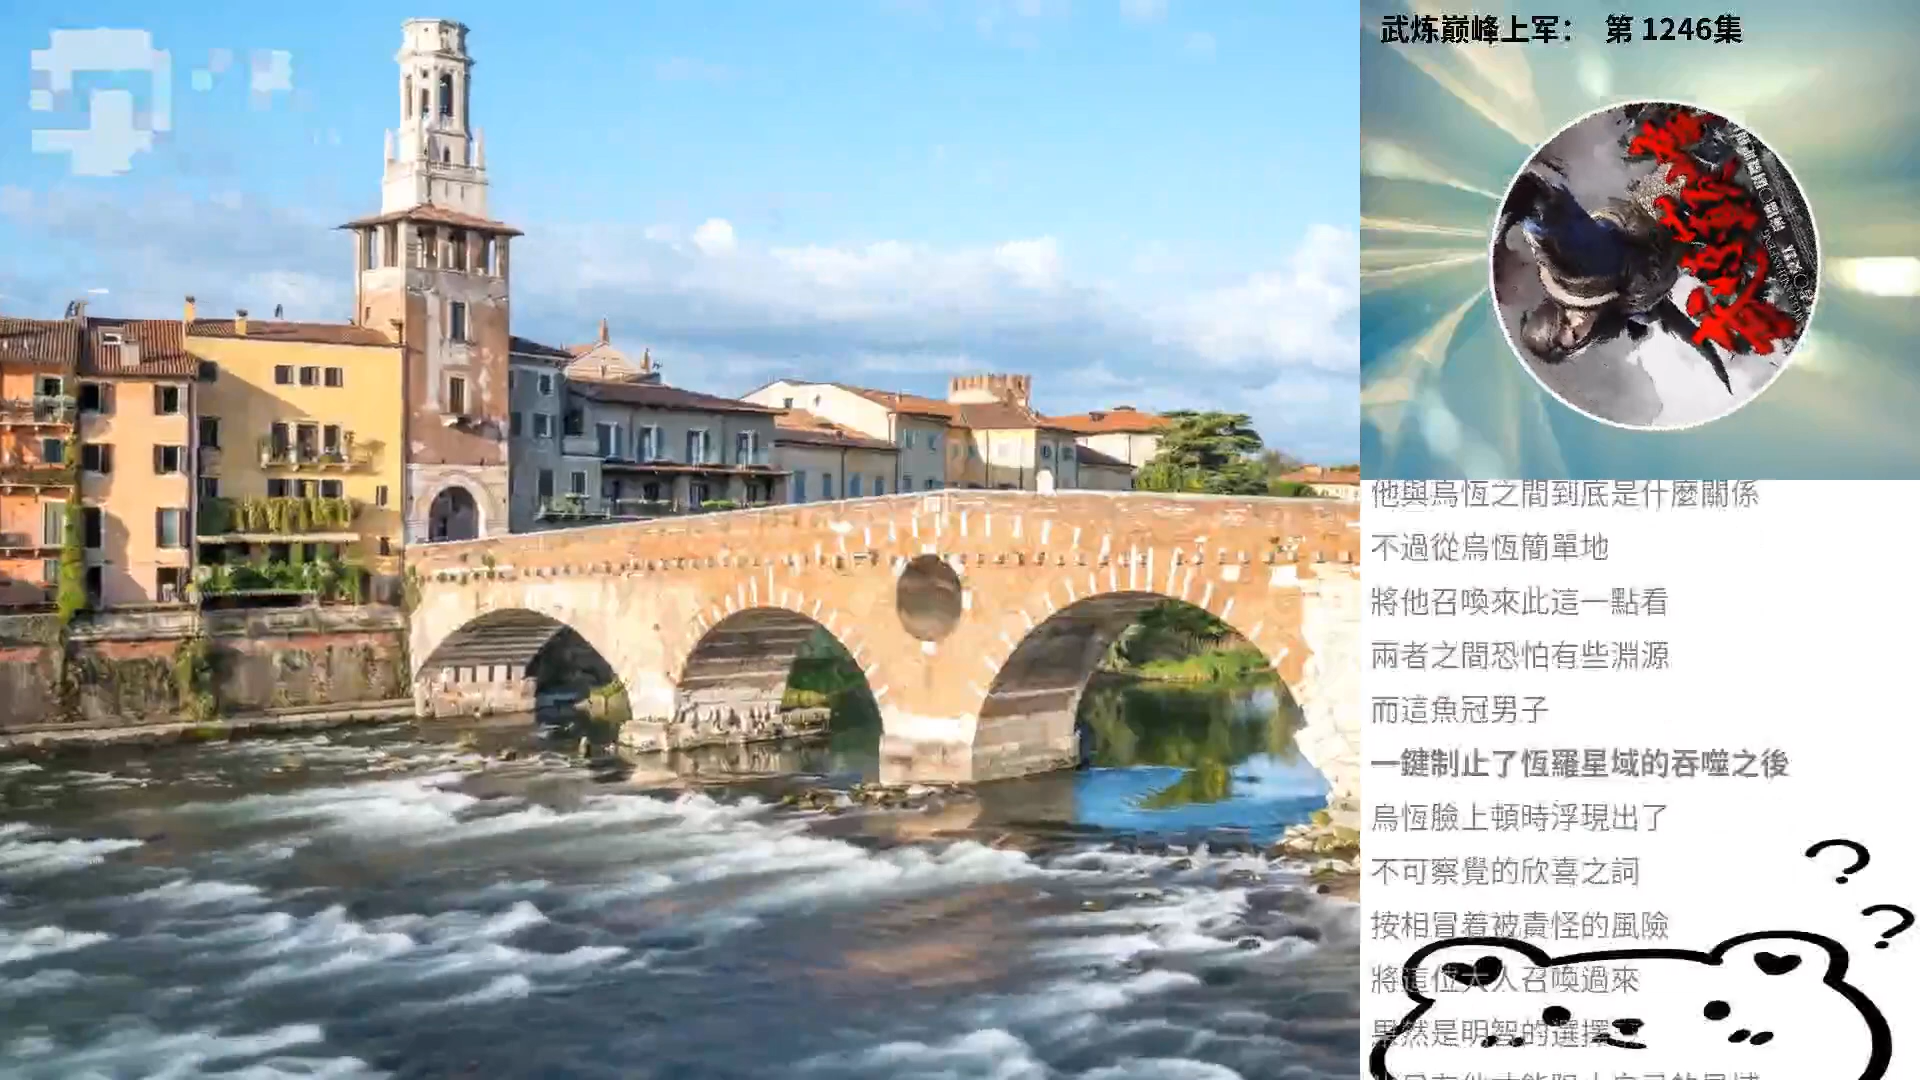 武炼巅峰上军： 第 1246集
他與烏恆之間到底是什麼關係
不過從烏恆簡單地
將他召喚來此這一點看
兩者之間恐怕有些淵源
而這魚冠男子
一鍵制止了恆羅星域的吞噬之後
烏恆臉上頓時浮現出了
不可察覺的欣喜之詞
按相冒着被責怪的風險
將這位大人召喚過來
果然是明智的選擇